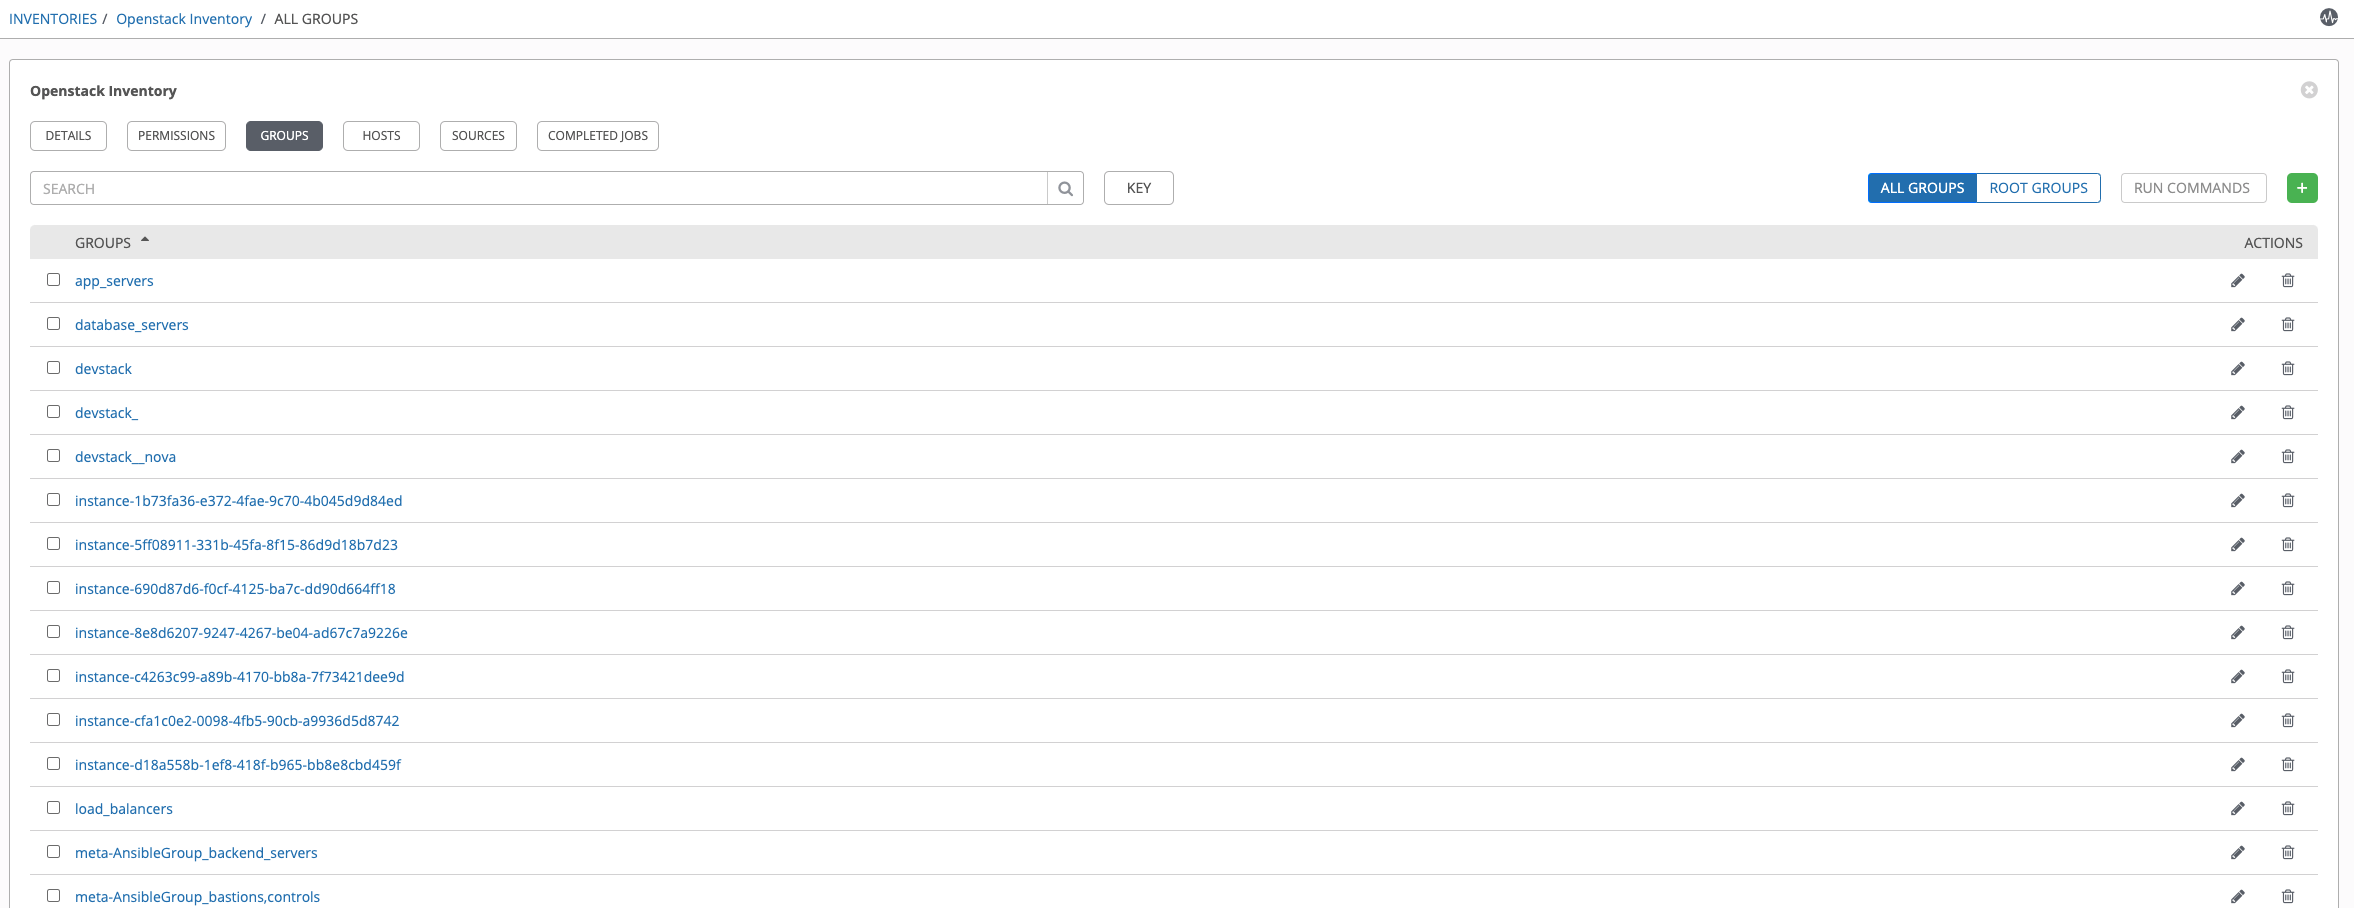 INVENTORIES / Openstack Inventory / ALL GROUPS
Openstack Inventory
DETAILS PERMISSIONS GROUPS HOSTS SOURCES COMPLETED JOBS
SEARCH KEY ALL GROUPS ROOT GROUPS RUN COMMANDS +
GROUPS ACTIONS
app_servers
database_servers
devstack
devstack_
devstack__nova
instance-1b73fa36-e372-4fae-9c70-4b045d9d84ed
instance-5ff08911-331b-45fa-8f15-86d9d18b7d23
instance-690d87d6-f0cf-4125-ba7c-dd90d664ff18
instance-8e8d6207-9247-4267-be04-ad67c7a9226e
instance-c4263c99-a89b-4170-bb8a-7f73421dee9d
instance-cfa1c0e2-0098-4fb5-90cb-a9936d5d8742
instance-d18a558b-1ef8-418f-b965-bb8e8cbd459f
load_balancers
meta-AnsibleGroup_backend_servers
meta-AnsibleGroup_bastions,controls